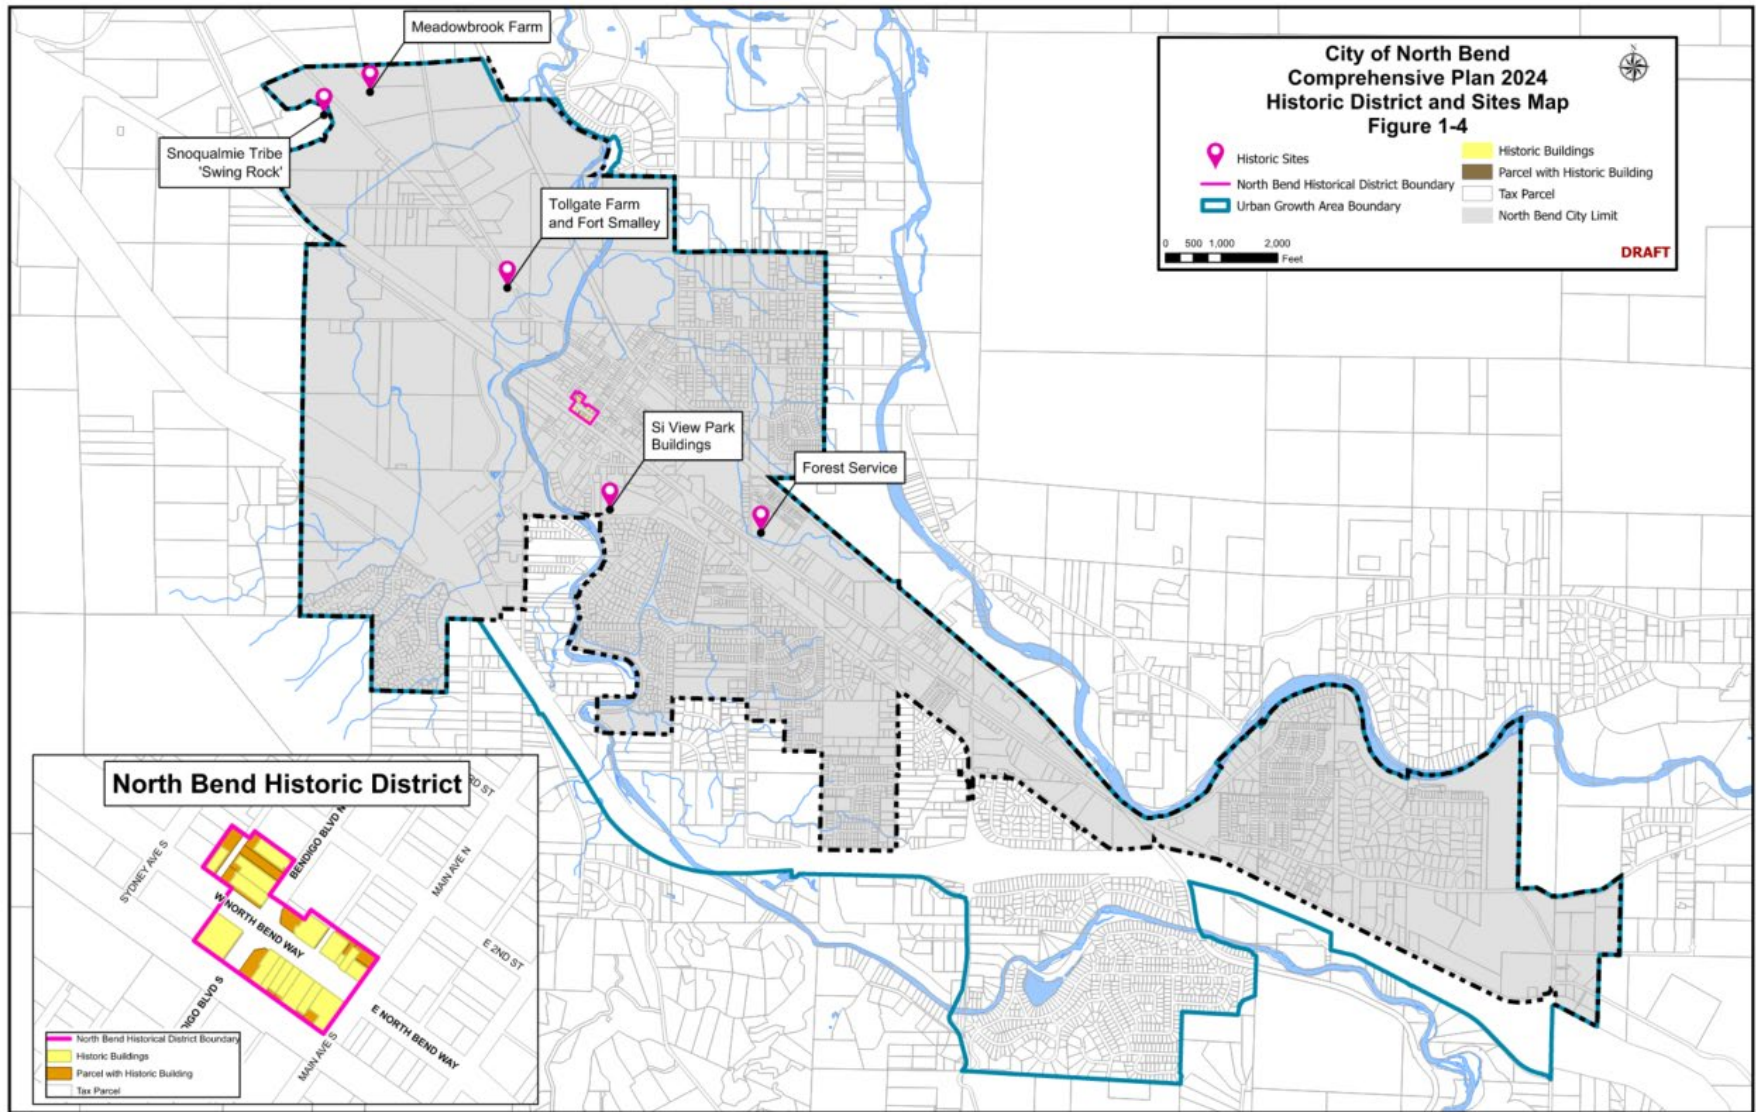 Meadowbrook Farm
Snoqualmie Tribe
'Swing Rock'
Tollgate Farm
and Fort Smalley
Si View Park
Buildings
Forest Service
City of North Bend
Comprehensive Plan 2024
Historic District and Sites Map
Figure 1-4
N
Historic Sites
North Bend Historical District Boundary
Urban Growth Area Boundary
Historic Buildings
Parcel with Historic Building
Tax Parcel
North Bend City Limit
0 500 1,000 2,000
Feet
DRAFT
North Bend Historic District
RD ST
BENDIGO BLVD N
SYDNEY AVE S
MAIN AVE N
W NORTH BEND WAY
E 2ND ST
DIGO BLVD S
E NORTH BEND WAY
MAIN AVE S
North Bend Historical District Boundary
Historic Buildings
Parcel with Historic Building
Tax Parcel